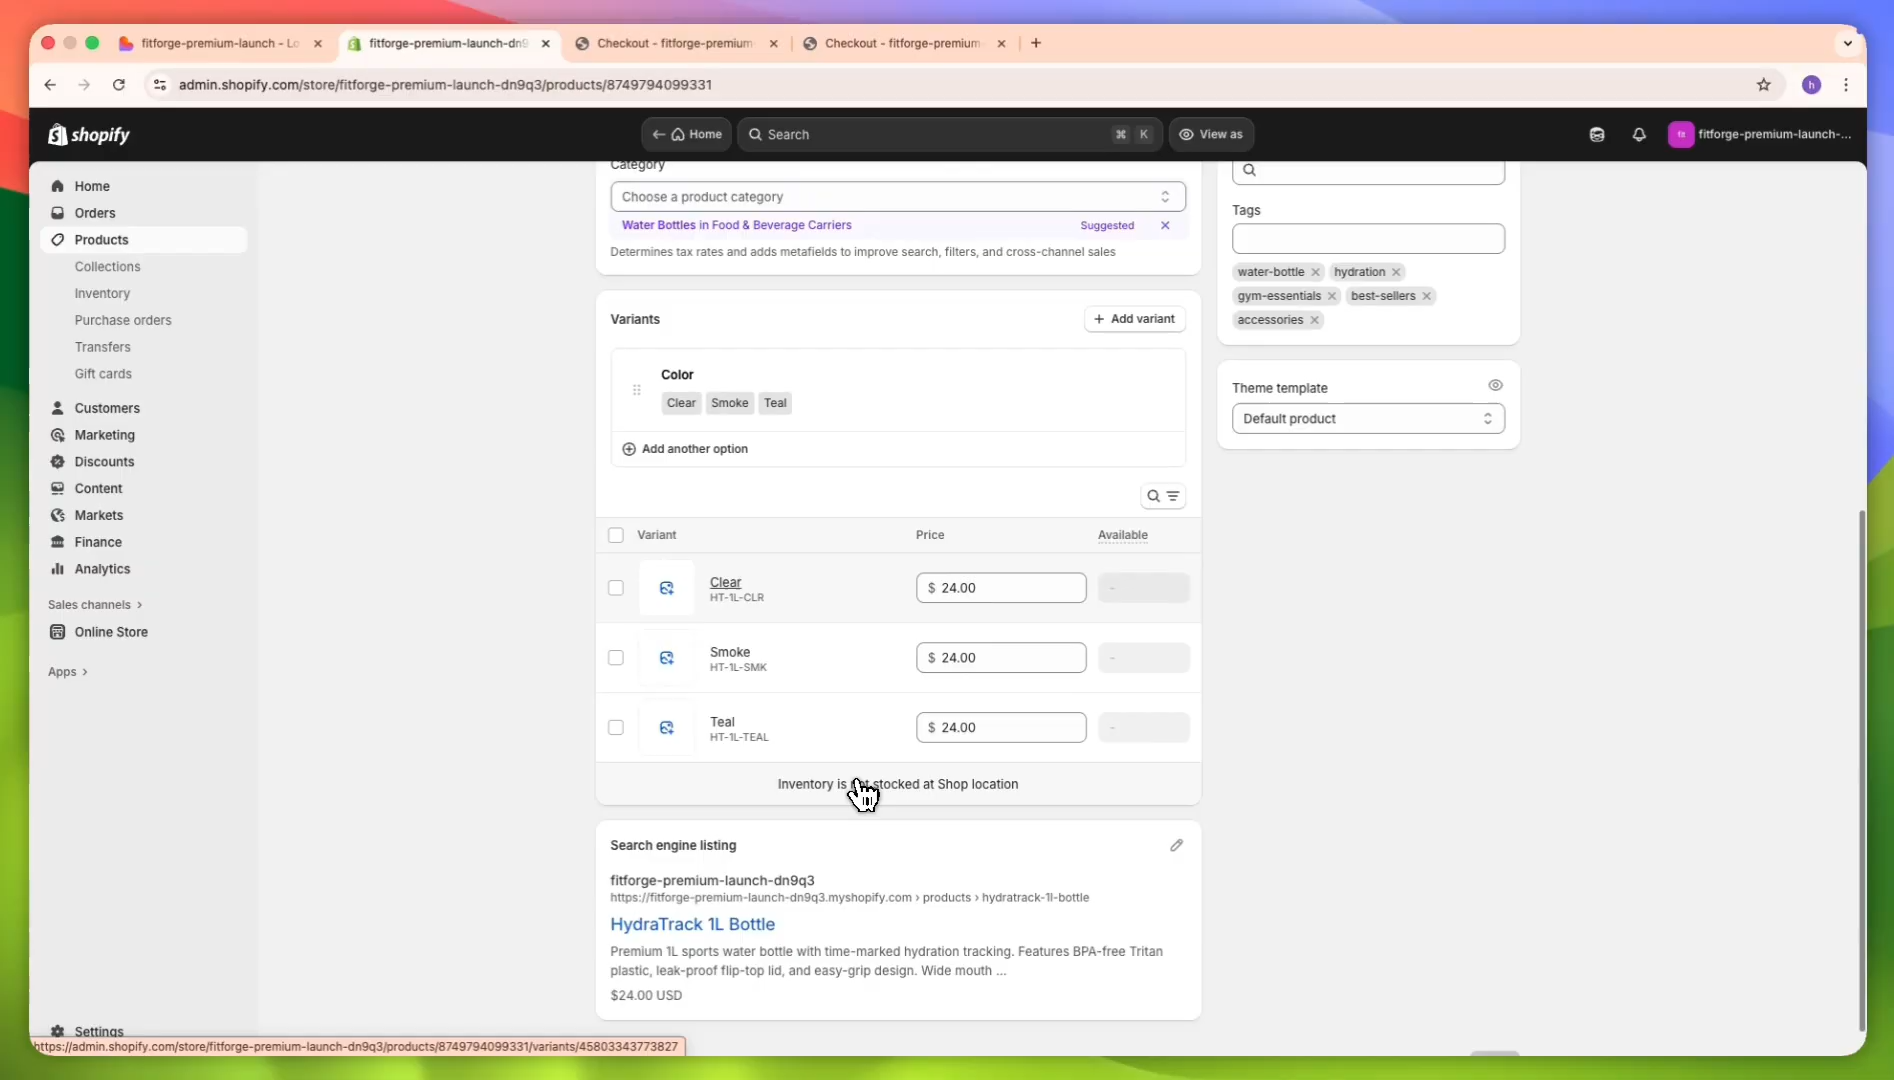 fitforge-premium-launch - Lo
fitforge-premium-launch-dn9
Checkout - fitforge-premium
Checkout - fitforge-premium
admin.shopify.com/store/fitforge-premium-launch-dn9q3/products/8749794099331
h
shopify
Home
Search
⌘
K
View as
fitforge-premium-launch-...
Home
Orders
Products
Collections
Inventory
Purchase orders
Transfers
Gift cards
Customers
Marketing
Discounts
Content
Markets
Finance
Analytics
Sales channels
Online Store
Apps
Settings
Category
Choose a product category
Water Bottles in Food & Beverage Carriers
Suggested
Determines tax rates and adds metafields to improve search, filters, and cross-channel sales
Variants
Add variant
Color
Clear Smoke Teal
Add another option
Variant Price Available
Clear
HT-1L-CLR
$ 24.00
-
Smoke
HT-1L-SMK
$ 24.00
-
Teal
HT-1L-TEAL
$ 24.00
-
Inventory is not stocked at Shop location
Search engine listing
fitforge-premium-launch-dn9q3
https://fitforge-premium-launch-dn9q3.myshopify.com › products › hydratrack-1l-bottle
HydraTrack 1L Bottle
Premium 1L sports water bottle with time-marked hydration tracking. Features BPA-free Tritan
plastic, leak-proof flip-top lid, and easy-grip design. Wide mouth ...
$24.00 USD
Tags
water-bottle hydration
gym-essentials best-sellers
accessories
Theme template
Default product
https://admin.shopify.com/store/fitforge-premium-launch-dn9q3/products/8749794099331/variants/45803343773827